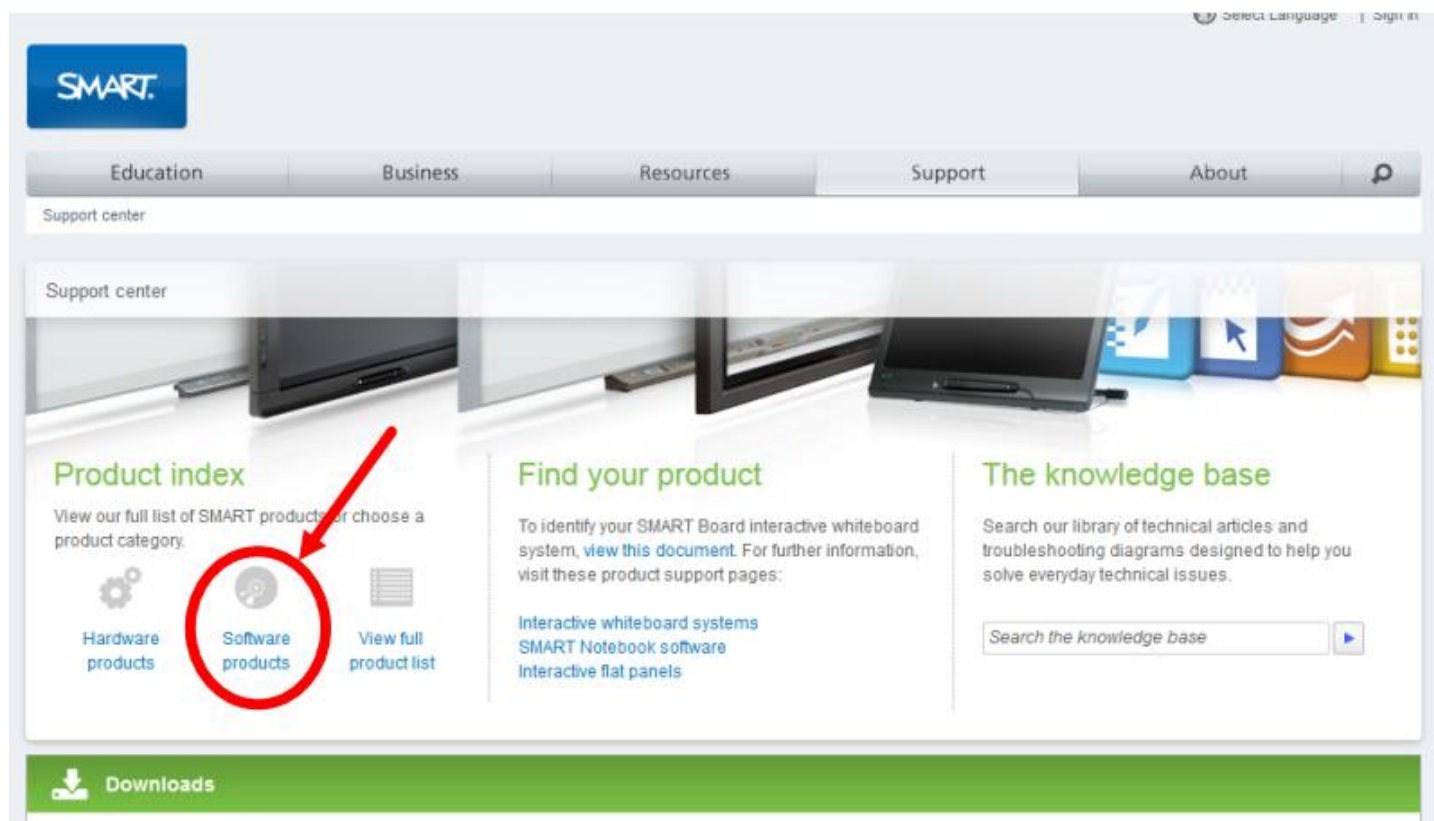 Select Language | Sign in
SMART.
Education Business Resources Support About
Support center
Support center
Product index
View our full list of SMART products or choose a
product category.
Hardware
products
Software
products
View full
product list
Find your product
To identify your SMART Board interactive whiteboard
system, view this document. For further information,
visit these product support pages:
Interactive whiteboard systems
SMART Notebook software
Interactive flat panels
The knowledge base
Search our library of technical articles and
troubleshooting diagrams designed to help you
solve everyday technical issues.
Search the knowledge base
Downloads